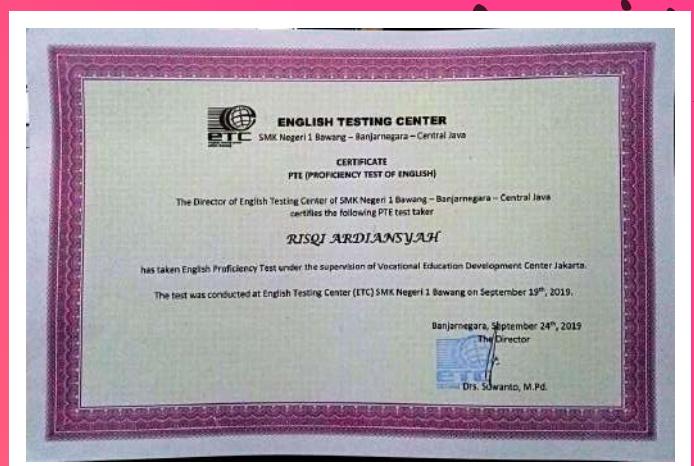 ENGLISH TESTING CENTER
etc SMK Negeri 1 Bawang – Banjarnegara – Central Java
CERTIFICATE
PTE (PROFICIENCY TEST OF ENGLISH)
The Director of English Testing Center of SMK Negeri 1 Bawang – Banjarnegara – Central Java
certifies the following PTE test taker
RISQI ARDIANSYAH
has taken English Proficiency Test under the supervision of Vocational Education Development Center Jakarta.
The test was conducted at English Testing Center (ETC) SMK Negeri 1 Bawang on September 19th, 2019.
Banjarnegara, September 24th, 2019
The Director
etc
Drs. Suwanto, M.Pd.